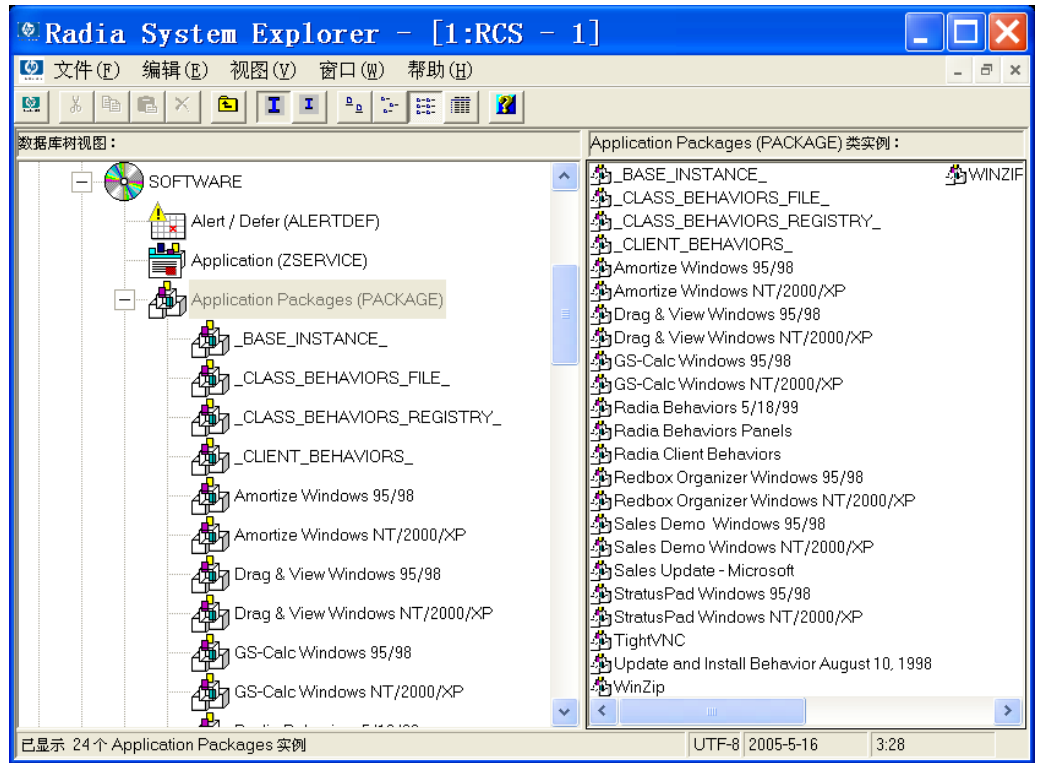 Radia System Explorer - [1:RCS - 1]
文件(F) 编辑(E) 视图(V) 窗口(W) 帮助(H)
数据库树视图：
SOFTWARE
Alert / Defer (ALERTDEF)
Application (ZSERVICE)
Application Packages (PACKAGE)
_BASE_INSTANCE_
_CLASS_BEHAVIORS_FILE_
_CLASS_BEHAVIORS_REGISTRY_
_CLIENT_BEHAVIORS_
Amortize Windows 95/98
Amortize Windows NT/2000/XP
Drag & View Windows 95/98
Drag & View Windows NT/2000/XP
GS-Calc Windows 95/98
GS-Calc Windows NT/2000/XP
Application Packages (PACKAGE) 类实例：
_BASE_INSTANCE_
_CLASS_BEHAVIORS_FILE_
_CLASS_BEHAVIORS_REGISTRY_
_CLIENT_BEHAVIORS_
Amortize Windows 95/98
Amortize Windows NT/2000/XP
Drag & View Windows 95/98
Drag & View Windows NT/2000/XP
GS-Calc Windows 95/98
GS-Calc Windows NT/2000/XP
Radia Behaviors 5/18/99
Radia Behaviors Panels
Radia Client Behaviors
Redbox Organizer Windows 95/98
Redbox Organizer Windows NT/2000/XP
Sales Demo Windows 95/98
Sales Demo Windows NT/2000/XP
Sales Update - Microsoft
StratusPad Windows 95/98
StratusPad Windows NT/2000/XP
TightVNC
Update and Install Behavior August 10, 1998
WinZip
WINZIF
已显示 24个 Application Packages 实例
UTF-8 2005-5-16 3:28